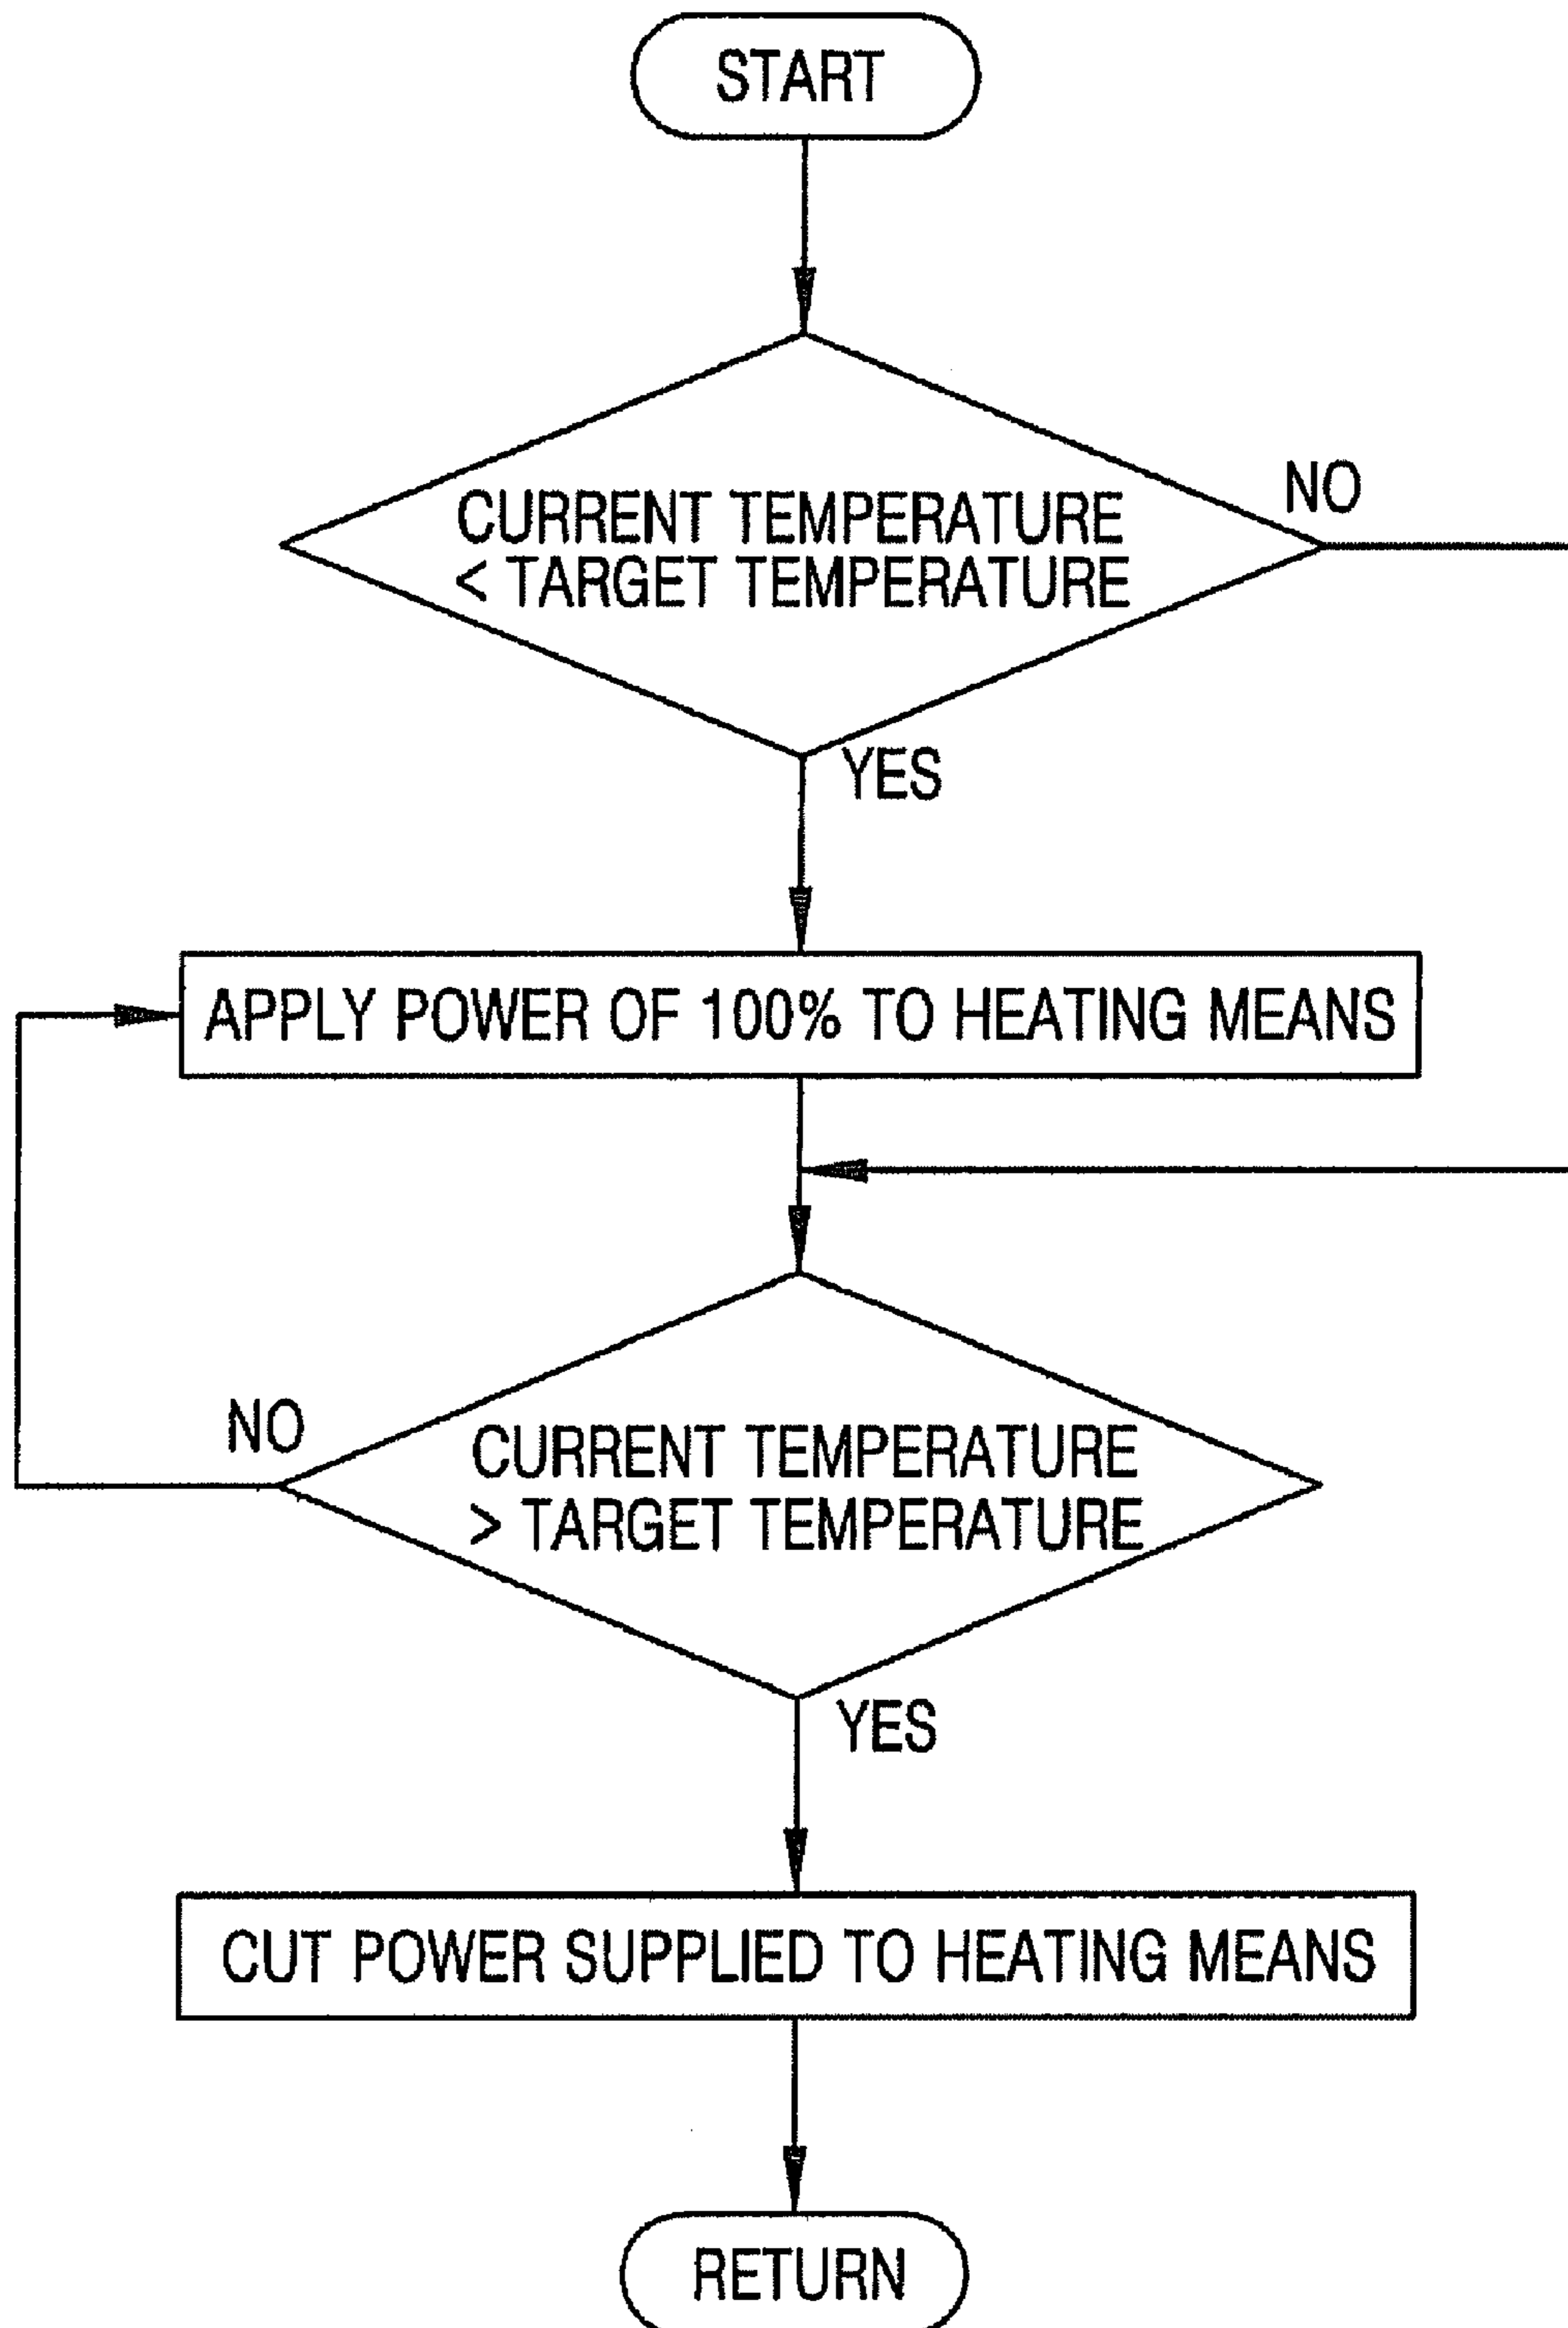 START
CURRENT TEMPERATURE
< TARGET TEMPERATURE
NO
YES
APPLY POWER OF 100% TO HEATING MEANS
NO
CURRENT TEMPERATURE
> TARGET TEMPERATURE
YES
CUT POWER SUPPLIED TO HEATING MEANS
RETURN